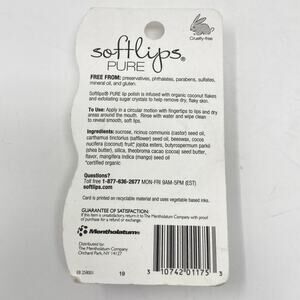 Cruelty-free
softlips®
PURE
FREE FROM: preservatives, phthalates, parabens, sulfates,
mineral oil, and gluten.
Softlips® PURE lip polish is infused with organic coconut flakes
and exfoliating sugar crystals to help remove dry, flaky skin.
To Use: Apply in a circular motion with fingertips to lips and dry
areas around the mouth. Rinse with water and wipe clean
to reveal smooth, soft lips.
Ingredients: sucrose, ricinus communis (castor) seed oil,
carthamus tinctorius (safflower) seed oil, beeswax, cocos
nucifera (coconut) fruit, jojoba esters, butyrospermum parkii
(shea butter), silica, theobroma cacao (cocoa) seed butter,
flavor, mangifera indica (mango) seed oil
Questions?
Toll free 1-877-636-2677 MON-FRI 9AM-5PM (EST)
softlips.com
Card is printed on recyclable material and uses vegetable based inks.
GUARANTEE OF SATISFACTION:
If you are unsatisfactory return it to The Mentholatum Company with proof
of purchase for a refund or exchange.
Mentholatum®
Distributed by:
The Mentholatum Company
Orchard Park, NY 14127
19
3 10742 01175 3